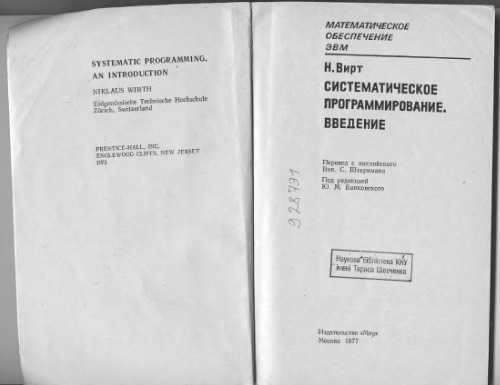 SYSTEMATIC PROGRAMMING.
AN INTRODUCTION
NIKLAUS WIRTH
Eidgenössische Technische Hochschule
Zürich, Switzerland
PRENTICE-HALL, INC.
ENGLEWOOD CLIFFS, NEW JERSEY
1973
МАТЕМАТИЧЕСКОЕ
ОБЕСПЕЧЕНИЕ
ЭВМ
Н. Вирт
СИСТЕМАТИЧЕСКОЕ
ПРОГРАММИРОВАНИЕ.
ВВЕДЕНИЕ
Перевод с английского
Вик. С. Штаркмана
Под редакцией
Ю. М. Баяковского
928731
Наукова бібліотека КНУ
імені Тараса Шевченка
Издательство «Мир»
Москва 1977